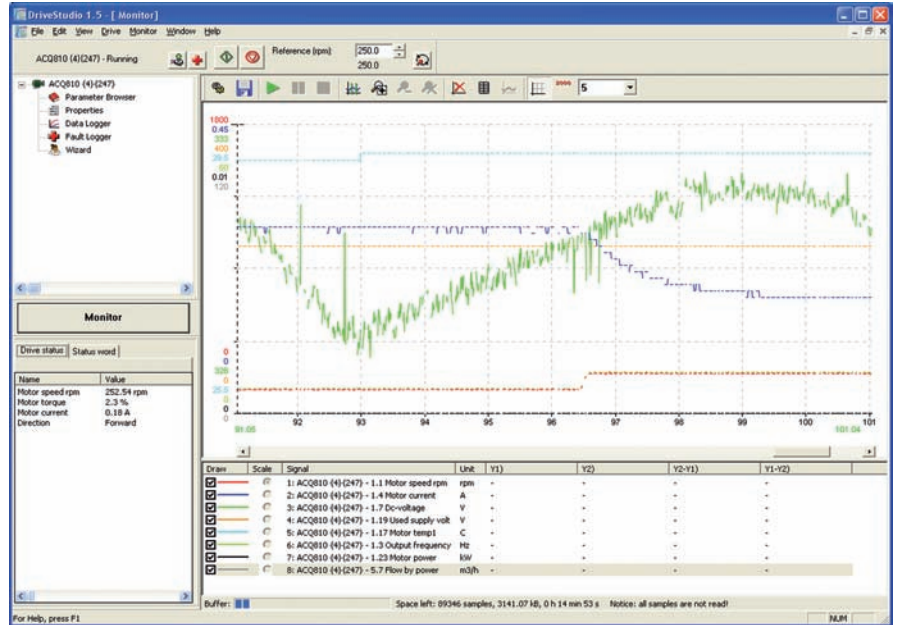 DriveStudio 1.5 - [ Monitor]
File Edit View Drive Monitor Window Help
ACQ810 {4}{247} - Running
Reference (rpm):
250.0
250.0
ACQ810 {4}{247}
Parameter Browser
Properties
Data Logger
Fault Logger
Wizard
5
1800
0.45
333
400
60
0.01
120
0
0
328
0
0
0
0
91.05
92
93
94
95
96
97
98
99
100
101
101.04
Monitor
Drive status
Status word
Name Value
Motor speed rpm 252.54 rpm
Motor torque 2.3 %
Motor current 0.18 A
Direction Forward
Draw Scale Signal Unit Y1) Y2) Y2-Y1) Y1-Y2)
1: ACQ810 {4}{247} - 1.1 Motor speed rpm rpm - - - -
2: ACQ810 {4}{247} - 1.4 Motor current A - - - -
3: ACQ810 {4}{247} - 1.7 Dc-voltage V - - - -
4: ACQ810 {4}{247} - 1.19 Used supply volt V - - - -
5: ACQ810 {4}{247} - 1.17 Motor temp1 C - - - -
6: ACQ810 {4}{247} - 1.3 Output frequency Hz - - - -
7: ACQ810 {4}{247} - 1.23 Motor power kW - - - -
8: ACQ810 {4}{247} - 5.7 Flow by power m3/h - - - -
Buffer:
Space left: 89346 samples, 3141.07 kB, 0 h 14 min 53 s Notice: all samples are not read!
For Help, press F1
NUM